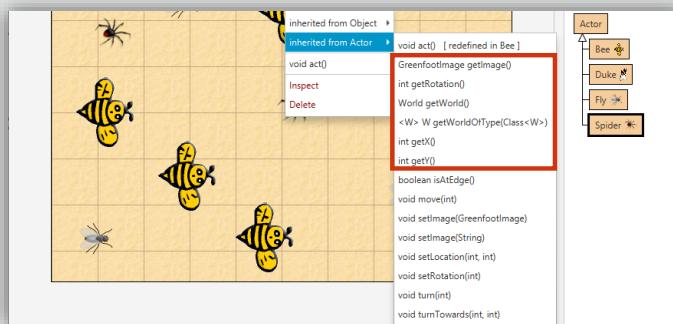 inherited from Object
inherited from Actor
void act()
Inspect
Delete
void act() [ redefined in Bee ]
GreenfootImage getImage()
int getRotation()
World getWorld()
<W> W getWorldOfType(Class<W>)
int getX()
int getY()
boolean isAtEdge()
void move(int)
void setImage(GreenfootImage)
void setImage(String)
void setLocation(int, int)
void setRotation(int)
void turn(int)
void turnTowards(int, int)
Actor
Bee
Duke
Fly
Spider